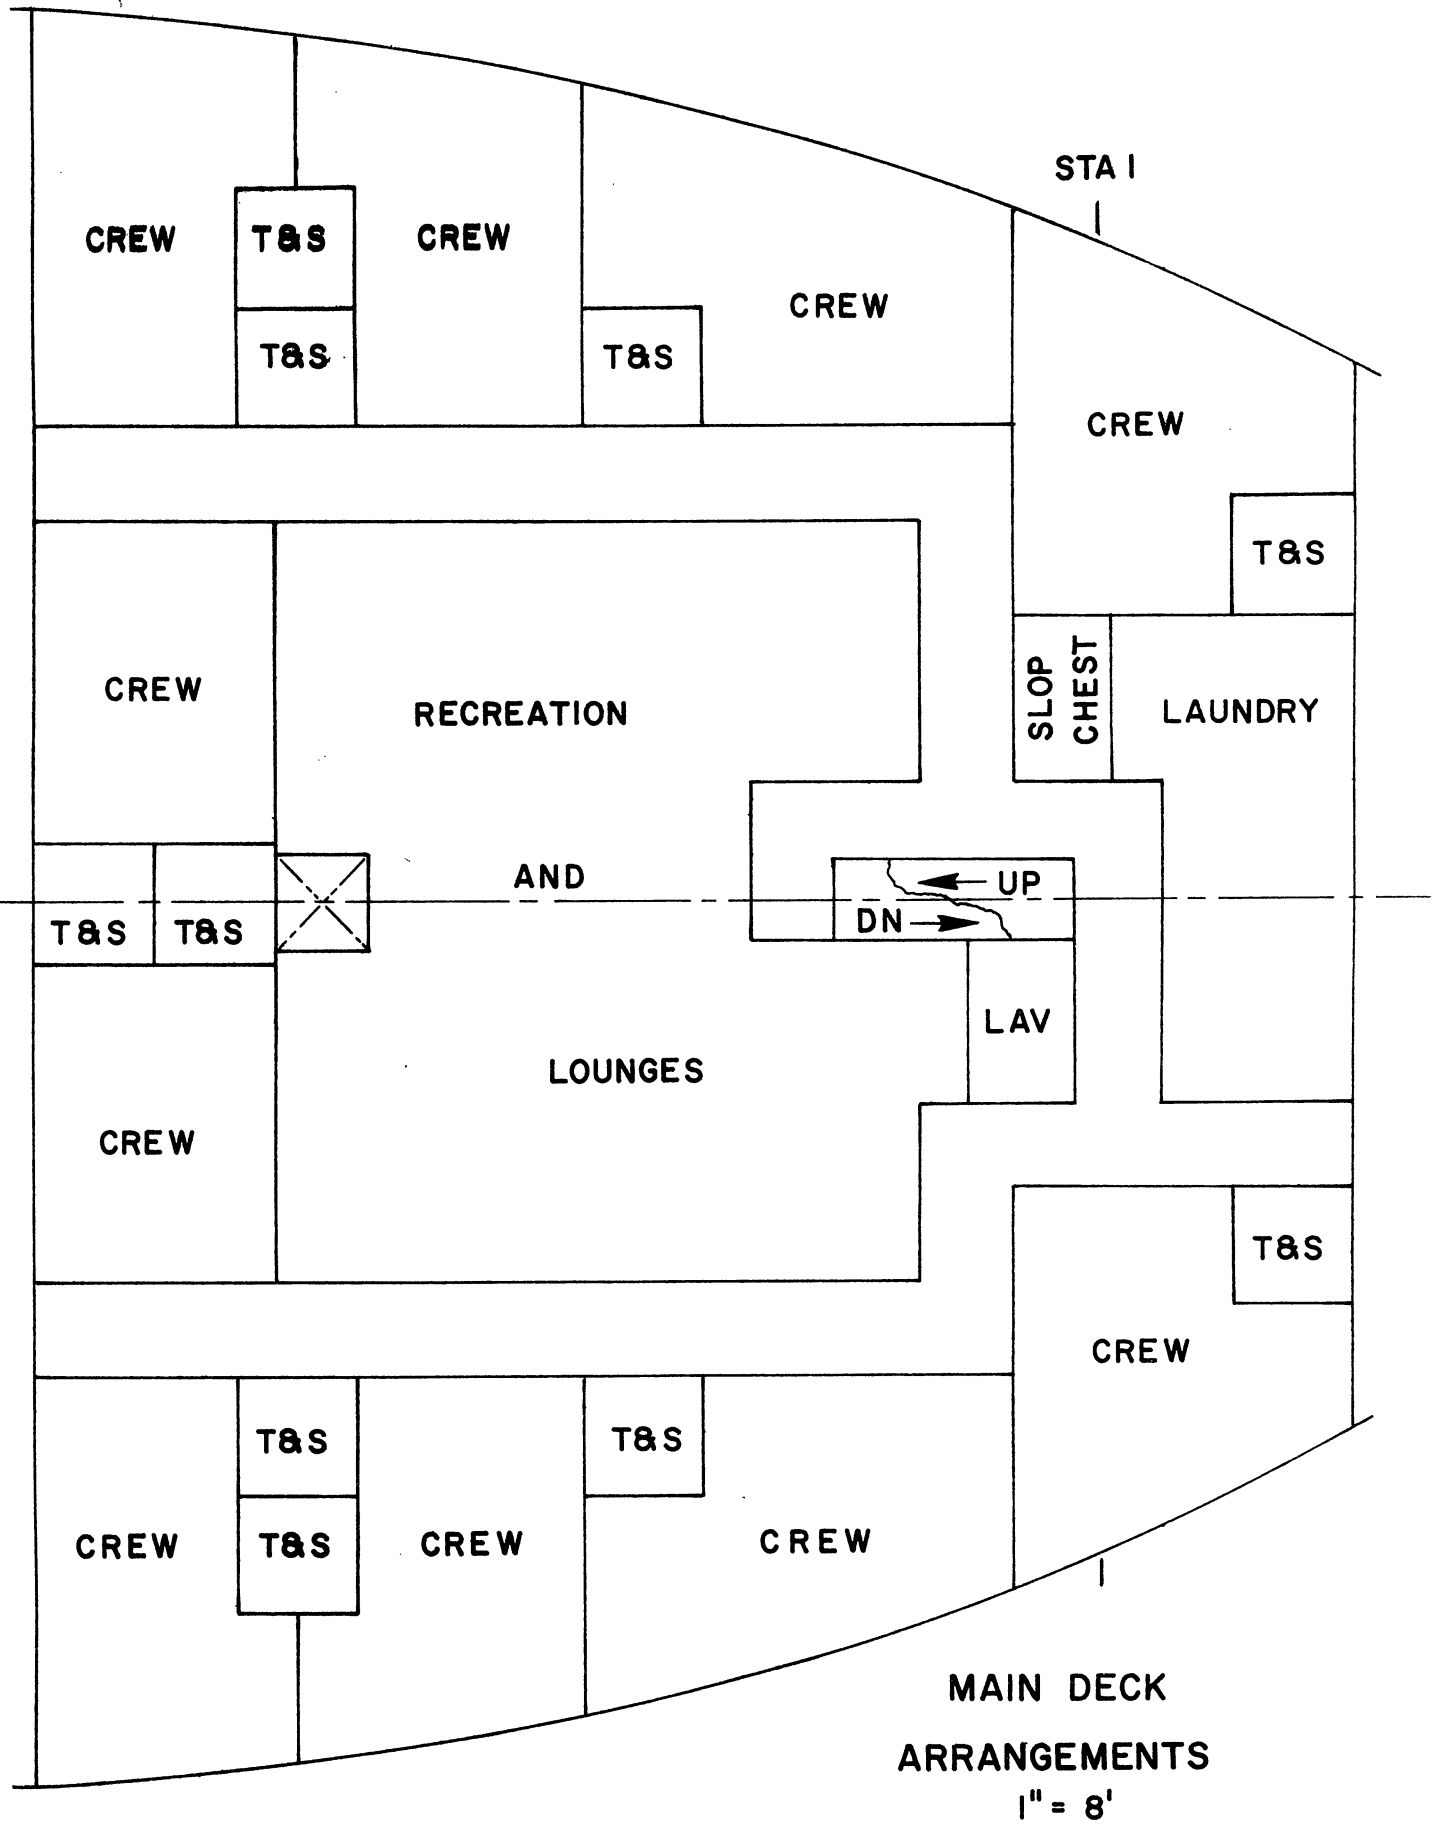 STA 1
CREW
T&S
CREW
CREW
T&S
T&S
CREW
T&S
CREW
RECREATION
SLOP
CHEST
LAUNDRY
AND
UP
DN
T&S
T&S
LAV
LOUNGES
CREW
T&S
CREW
T&S
T&S
CREW
T&S
CREW
CREW
MAIN DECK
ARRANGEMENTS
1" = 8'